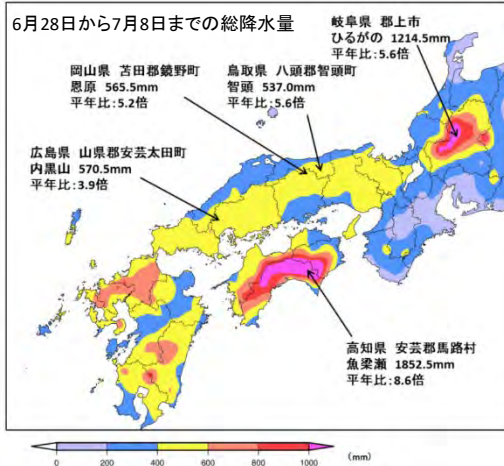 6月28日から7月8日までの総降水量
岐阜県 郡上市
ひるがの 1214.5mm
平年比:5.6倍
岡山県 苫田郡鏡野町
恩原 565.5mm
平年比:5.2倍
鳥取県 八頭郡智頭町
智頭 537.0mm
平年比:5.6倍
広島県 山県郡安芸太田町
内黒山 570.5mm
平年比:3.9倍
高知県 安芸郡馬路村
魚梁瀬 1852.5mm
平年比:8.6倍
0 200 400 600 800 1000 (mm)